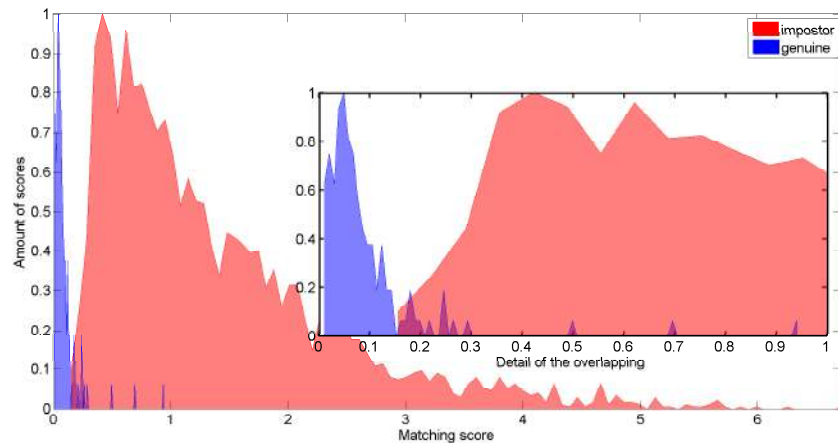 impostor
genuine
1
0.9
0.8
0.7
0.6
0.5
0.4
0.3
0.2
0.1
0
Amount of scores
0 1 2 3 4 5 6
Matching score
1
0.8
0.6
0.4
0.2
0
0 0.1 0.2 0.3 0.4 0.5 0.6 0.7 0.8 0.9 1
Detail of the overlapping